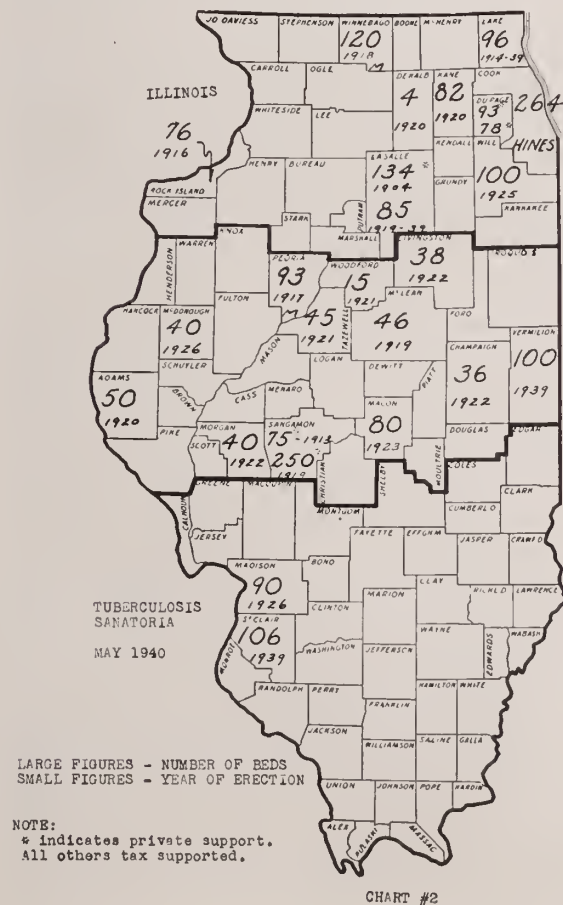 JO DAVIESS STEPHENSON WINNEBAGO BOONE McHENRY LAKE
120 96
1918 1914-39
CARROLL OGLE DEKALB KANE COOK
ILLINOIS
4 82 DUPAGE 264
WHITESIDE LEE 93*
76 1920 1920 78*
1916 KENDALL WILL HINES
LASALLE
HENRY BUREAU 134* 100
1904 GRUNDY 1925
ROCK ISLAND 85
MERCER PUTNAM 1919-39 KANKAKEE
STARK MARSHALL
KNOX LIVINGSTON IROQUOIS
WARREN PEORIA WOODFORD 38
HENDERSON 93 15 1922
1917 1921 McLEAN
FULTON
HANCOCK McDONOUGH 45 46 FORD
40 1921 TAZEWELL 1919 VERMILION
1926 MASON LOGAN CHAMPAIGN 100
SCHUYLER DEWITT 1939
ADAMS PIATT 36
50 BROWN CASS MENARD MACON 1922
1920 80
MORGAN SANGAMON 1923
PIKE SCOTT 40 75*-1913 DOUGLAS EDGAR
1922 250 MOULTRIE
1919 CHRISTIAN SHELBY COLES
GREENE MACOUPIN
CALHOUN MONTGOM CLARK
CUMBERLD
JERSEY FAYETTE EFFGHM JASPER CRAWFD
MADISON BOND
90 CLAY
TUBERCULOSIS 1926 MARION RICHLD LAWRENCE
SANATORIA CLINTON
ST CLAIR WAYNE WABASH
MAY 1940 106 EDWARDS
1939 WASHINGTON JEFFERSON
MONROE
RANDOLPH PERRY HAMILTON WHITE
FRANKLIN
JACKSON
LARGE FIGURES - NUMBER OF BEDS WILLIAMSON SALINE GALLA
SMALL FIGURES - YEAR OF ERECTION
UNION JOHNSON POPE HARDIN
NOTE:
* indicates private support. ALEX PULASKI MASSAC
All others tax supported.
CHART #2